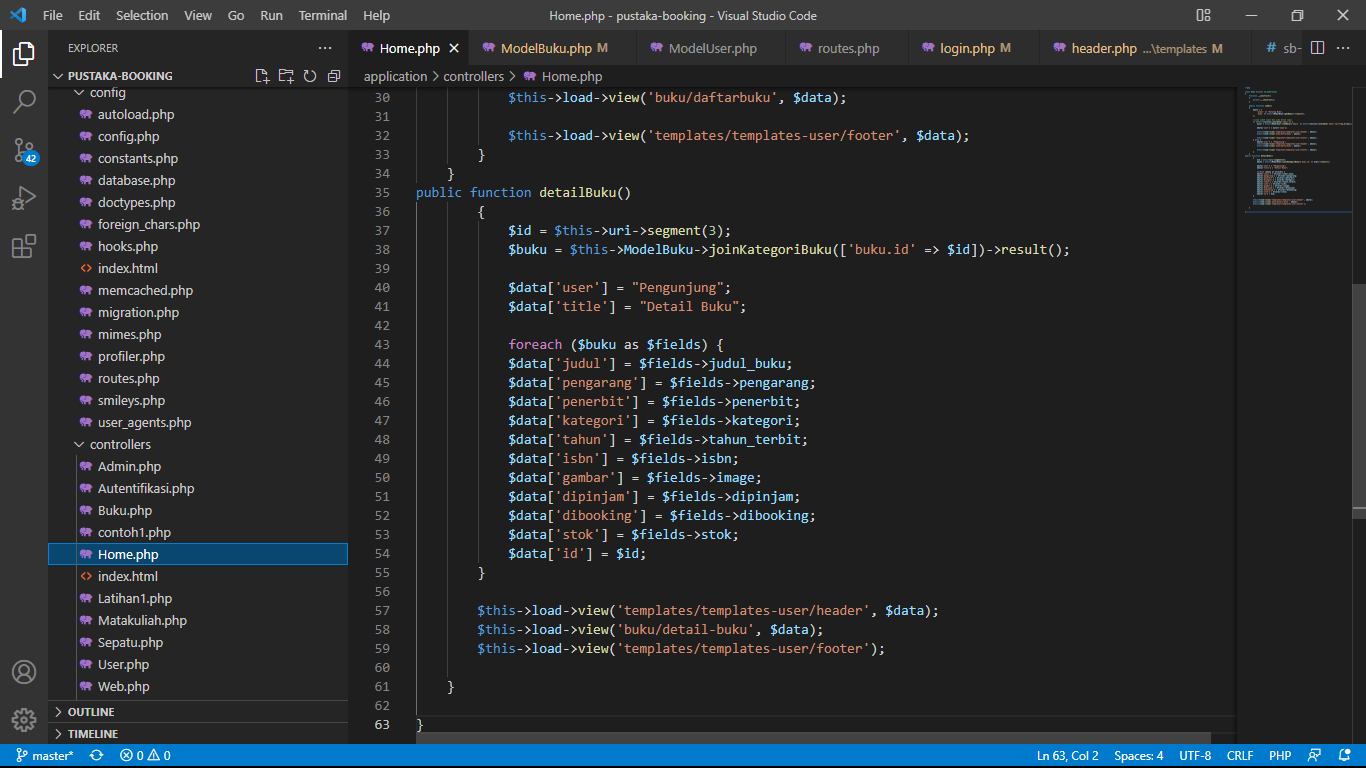 File Edit Selection View Go Run Terminal Help
Home.php - pustaka-booking - Visual Studio Code
EXPLORER
Home.php
ModelBuku.php M
ModelUser.php
routes.php
login.php M
header.php ...\templates M
sb-
PUSTAKA-BOOKING
application > controllers > Home.php
42
config
autoload.php
config.php
constants.php
database.php
doctypes.php
foreign_chars.php
hooks.php
index.html
memcached.php
migration.php
mimes.php
profiler.php
routes.php
smileys.php
user_agents.php
controllers
Admin.php
Autentifikasi.php
Buku.php
contoh1.php
Home.php
index.html
Latihan1.php
Matakuliah.php
Sepatu.php
User.php
Web.php
OUTLINE
TIMELINE
30 $this->load->view('buku/daftarbuku', $data);
31
32 $this->load->view('templates/templates-user/footer', $data);
33 }
34 }
35 public function detailBuku()
36 {
37 $id = $this->uri->segment(3);
38 $buku = $this->ModelBuku->joinKategoriBuku(['buku.id' => $id])->result();
39
40 $data['user'] = "Pengunjung";
41 $data['title'] = "Detail Buku";
42
43 foreach ($buku as $fields) {
44 $data['judul'] = $fields->judul_buku;
45 $data['pengarang'] = $fields->pengarang;
46 $data['penerbit'] = $fields->penerbit;
47 $data['kategori'] = $fields->kategori;
48 $data['tahun'] = $fields->tahun_terbit;
49 $data['isbn'] = $fields->isbn;
50 $data['gambar'] = $fields->image;
51 $data['dipinjam'] = $fields->dipinjam;
52 $data['dibooking'] = $fields->dibooking;
53 $data['stok'] = $fields->stok;
54 $data['id'] = $id;
55 }
56
57 $this->load->view('templates/templates-user/header', $data);
58 $this->load->view('buku/detail-buku', $data);
59 $this->load->view('templates/templates-user/footer');
60
61 }
62
63 }
master* 0 0
Ln 63, Col 2 Spaces: 4 UTF-8 CRLF PHP